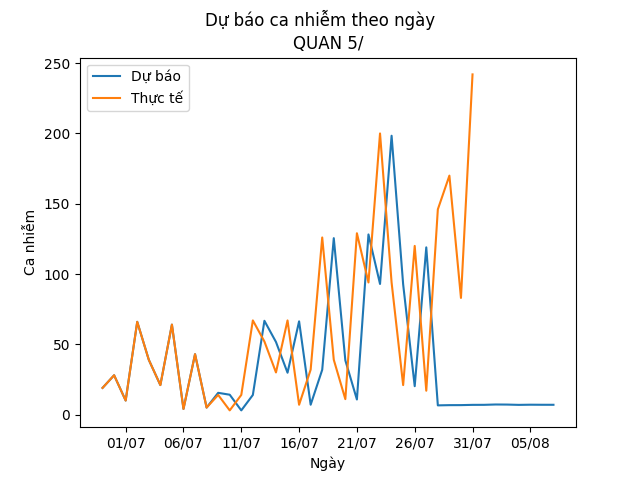 Dự báo ca nhiễm theo ngày
QUAN 5/
Dự báo
Thực tế
Ca nhiễm
250
200
150
100
50
0
01/07 06/07 11/07 16/07 21/07 26/07 31/07 05/08
Ngày